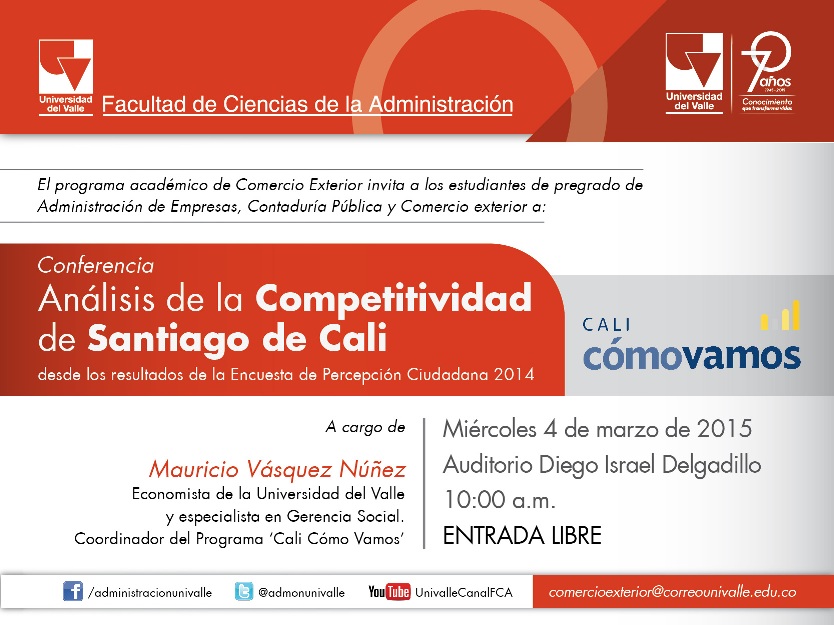 Universidad
del Valle
Facultad de Ciencias de la Administración
Universidad
del Valle
70
años
1945 - 2015
Conocimiento
que transforma vidas
El programa académico de Comercio Exterior invita a los estudiantes de pregrado de
Administración de Empresas, Contaduría Pública y Comercio exterior a:
Conferencia
Análisis de la Competitividad
de Santiago de Cali
desde los resultados de la Encuesta de Percepción Ciudadana 2014
CALI
cómovamos
A cargo de
Mauricio Vásquez Núñez
Economista de la Universidad del Valle
y especialista en Gerencia Social.
Coordinador del Programa ‘Cali Cómo Vamos’
Miércoles 4 de marzo de 2015
Auditorio Diego Israel Delgadillo
10:00 a.m.
ENTRADA LIBRE
/administracionunivalle
@admonunivalle
YouTube UnivalleCanalFCA
comercioexterior@correounivalle.edu.co